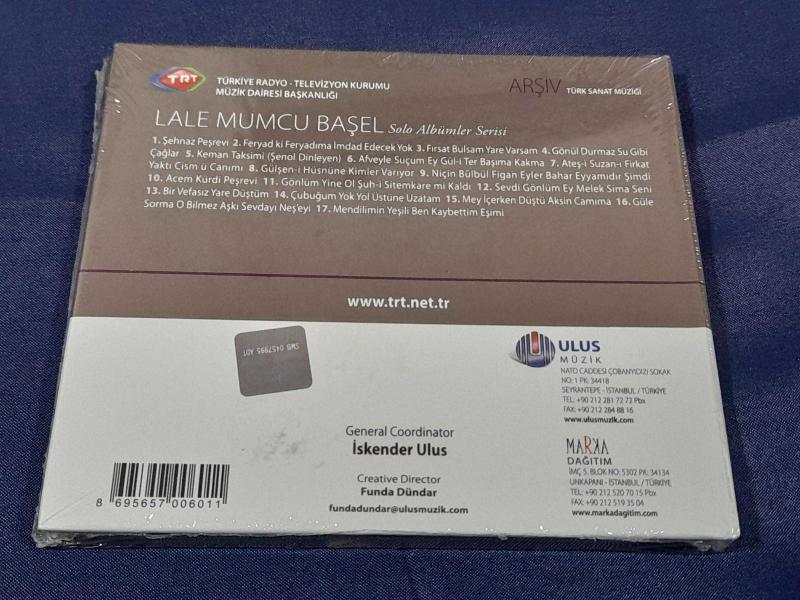 TRT
TÜRKİYE RADYO - TELEVİZYON KURUMU
MÜZİK DAİRESİ BAŞKANLIĞI
ARŞİV TÜRK SANAT MÜZİĞİ
LALE MUMCU BAŞEL Solo Albümler Serisi
1. Şehnaz Peşrevi 2. Feryad ki Feryadıma İmdad Edecek Yok 3. Fırsat Bulsam Yare Varsam 4. Gönül Durmaz Su Gibi
Çağlar 5. Keman Taksimi (Şenol Dinleyen) 6. Afveyle Suçum Ey Gül-i Ter Başıma Kakma 7. Ateş-i Suzan-ı Firkat
Yaktı Cism ü Canımı 8. Gülşen-i Hüsnüne Kimler Varıyor 9. Niçin Bülbül Figan Eyler Bahar Eyyamıdır Şimdi
10. Acem Kürdi Peşrevi 11. Gönlüm Yine Ol Şuh-i Sitemkare mi Kaldı 12. Sevdi Gönlüm Ey Melek Sima Seni
13. Bir Vefasız Yare Düştüm 14. Çubuğum Yok Yol Üstüne Uzatam 15. Mey İçerken Düştü Aksin Camıma 16. Güle
Sorma O Bilmez Aşkı Sevdayı Neş'eyi 17. Mendilimin Yeşili Ben Kaybettim Eşimi
www.trt.net.tr
SMB 0457995 ADT
ULUS
MÜZİK
NATO CADDESİ ÇOBANYIDIZI SOKAK
NO: 1 PK: 34418
SEYRANTEPE - İSTANBUL / TÜRKİYE
TEL: +90 212 281 72 72 Pbx
FAX: +90 212 284 88 16
www.ulusmuzik.com
General Coordinator
İskender Ulus
Creative Director
Funda Dündar
fundadundar@ulusmuzik.com
MARKA
DAĞITIM
İMÇ 5. BLOK NO: 5302 PK: 34134
UNKAPANI - İSTANBUL / TÜRKİYE
TEL: +90 212 520 70 15 Pbx
FAX: +90 212 519 35 04
www.markadagitim.com
8 695657 006011